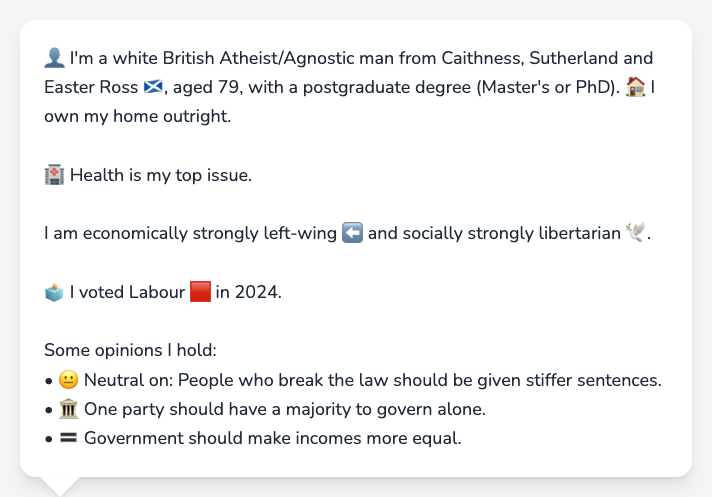 👤 I'm a white British Atheist/Agnostic man from Caithness, Sutherland and
Easter Ross 🏴󠁧󠁢󠁳󠁣󠁴󠁿, aged 79, with a postgraduate degree (Master's or PhD). 🏠 I
own my home outright.
🏥 Health is my top issue.
I am economically strongly left-wing ⬅️ and socially strongly libertarian 🕊️.
🗳️ I voted Labour 🟥 in 2024.
Some opinions I hold:
• 😐 Neutral on: People who break the law should be given stiffer sentences.
• 🏛️ One party should have a majority to govern alone.
• 🟰 Government should make incomes more equal.